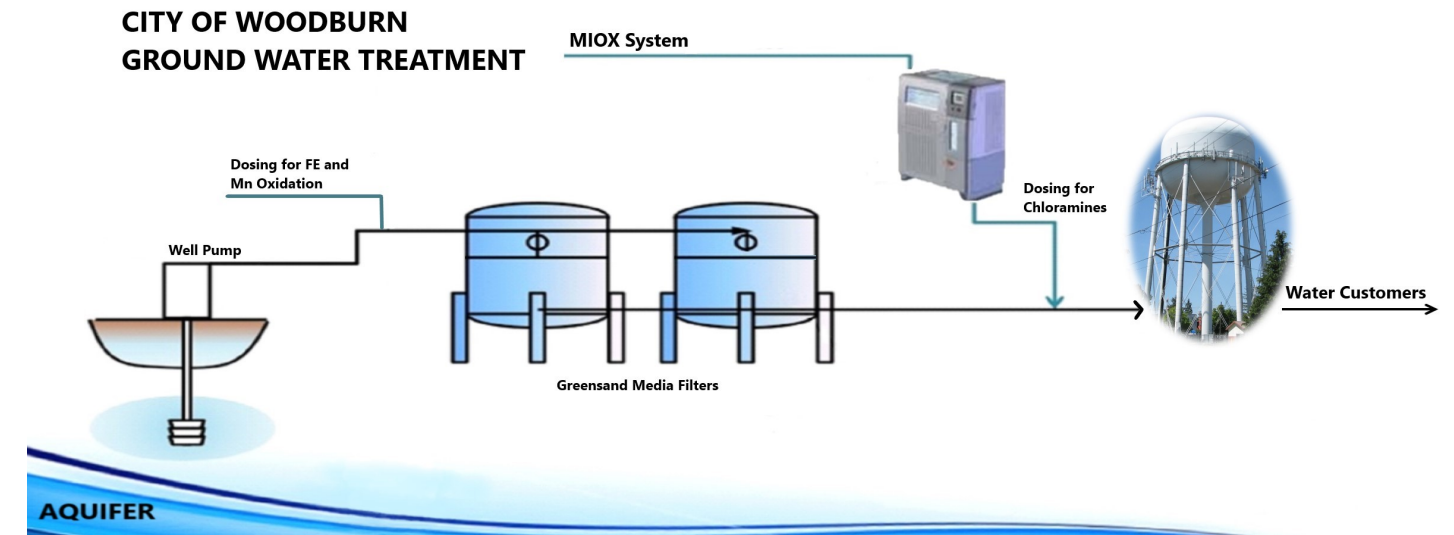 CITY OF WOODBURN
GROUND WATER TREATMENT
MIOX System
Dosing for FE and
Mn Oxidation
Well Pump
Dosing for
Chloramines
Water Customers
Greensand Media Filters
AQUIFER